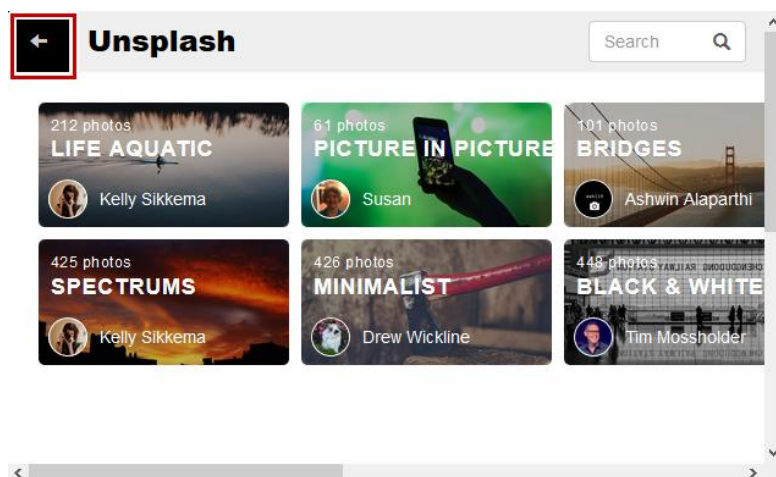 Unsplash
Search
212 photos
LIFE AQUATIC
Kelly Sikkema
61 photos
PICTURE IN PICTURE
Susan
101 photos
BRIDGES
Ashwin Alaparthi
425 photos
SPECTRUMS
Kelly Sikkema
426 photos
MINIMALIST
Drew Wickline
448 photos
BLACK & WHITE
Tim Mossholder